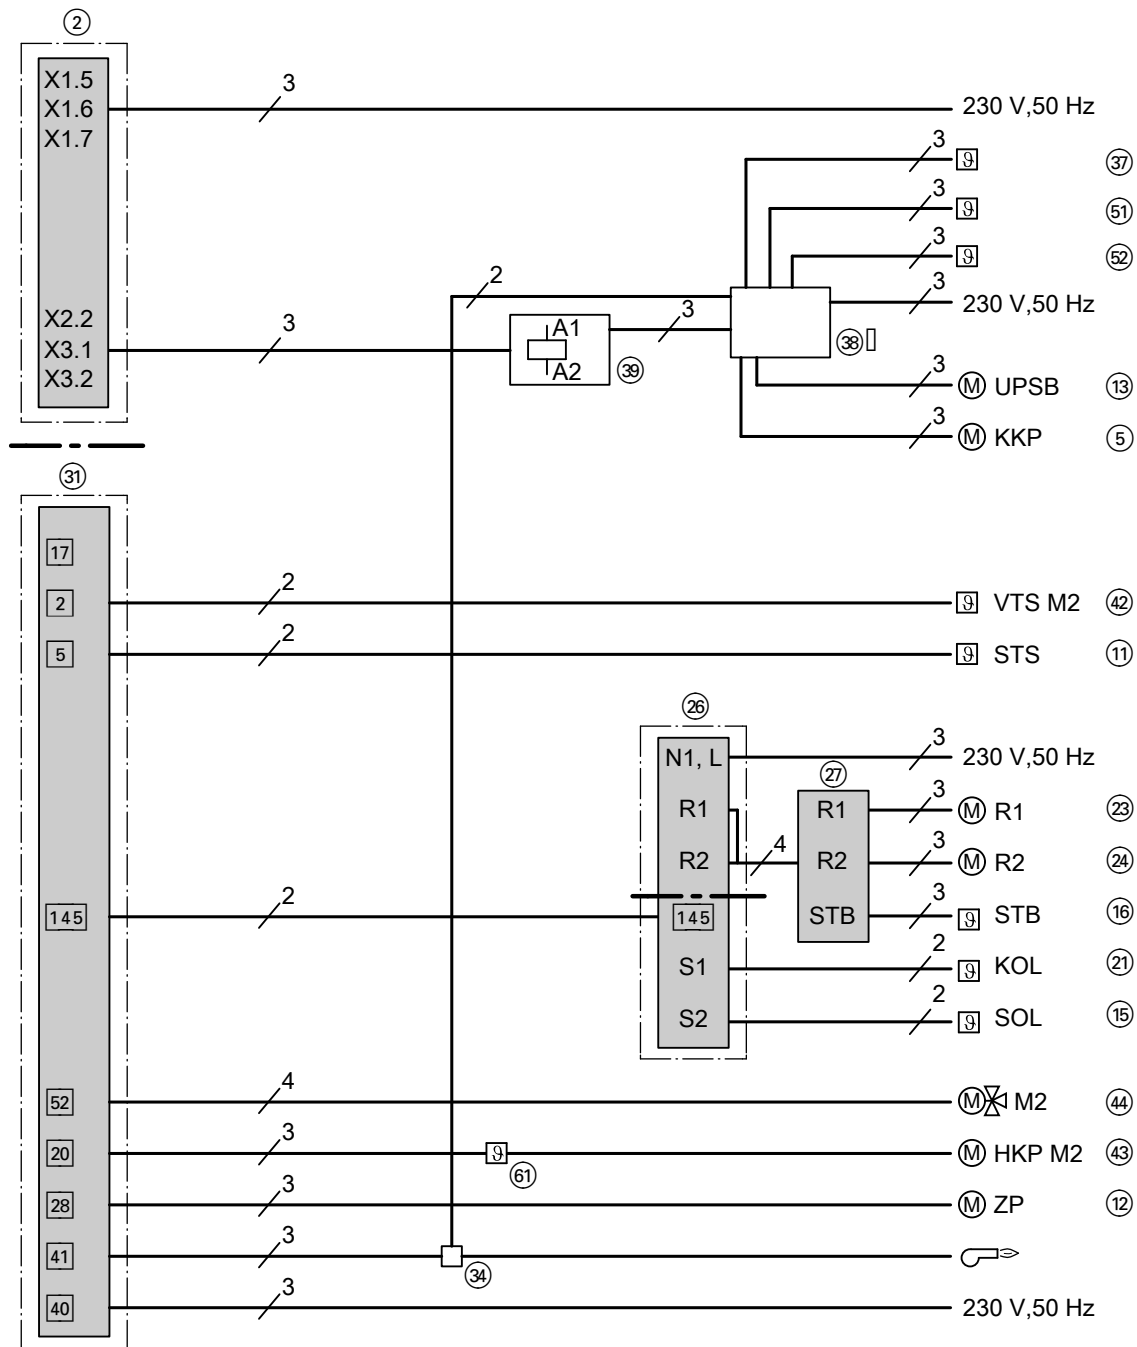 2
X1.5
X1.6
X1.7
3
230 V,50 Hz
3
ϑ
37
3
ϑ
51
3
ϑ
52
2
3
230 V,50 Hz
X2.2
X3.1
X3.2
3
A1
A2
39
3
38
3
M UPSB
13
3
M KKP
5
31
17
2
2
ϑ VTS M2
42
5
2
ϑ STS
11
26
N1, L
3
230 V,50 Hz
27
R1
R1
3
M R1
23
R2
4
R2
3
M R2
24
145
2
145
STB
3
ϑ STB
16
S1
2
ϑ KOL
21
S2
2
ϑ SOL
15
52
4
M M2
44
20
3
ϑ
61
M HKP M2
43
28
3
M ZP
12
41
3
34
40
3
230 V,50 Hz